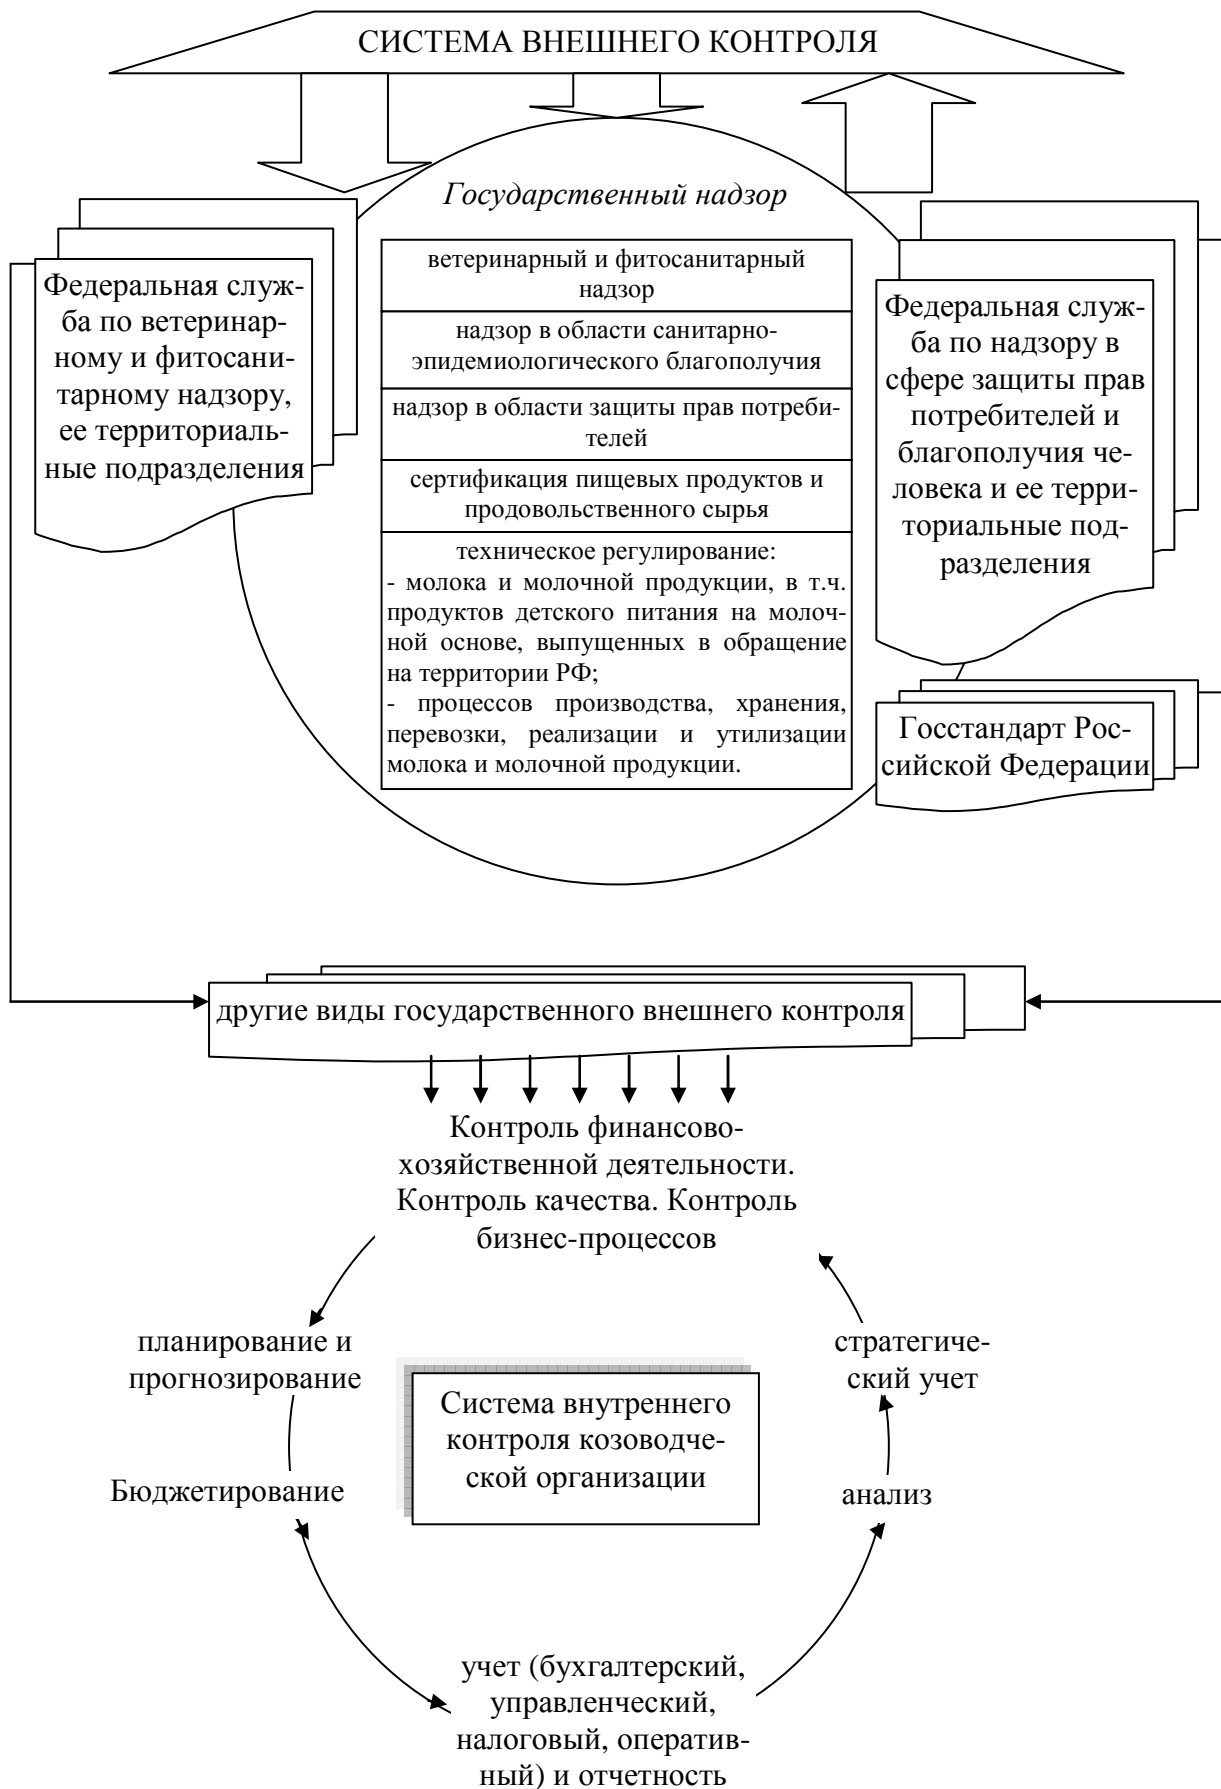 СИСТЕМА ВНЕШНЕГО КОНТРОЛЯ
Государственный надзор
Федеральная служ-
ба по ветеринар-
ному и фитосани-
тарному надзору,
ее территориаль-
ные подразделения
ветеринарный и фитосанитарный
надзор
надзор в области санитарно-
эпидемиологического благополучия
надзор в области защиты прав потреби-
телей
сертификация пищевых продуктов и
продовольственного сырья
техническое регулирование:
- молока и молочной продукции, в т.ч.
продуктов детского питания на молоч-
ной основе, выпущенных в обращение
на территории РФ;
- процессов производства, хранения,
перевозки, реализации и утилизации
молока и молочной продукции.
Федеральная служ-
ба по надзору в
сфере защиты прав
потребителей и
благополучия че-
ловека и ее терри-
ториальные под-
разделения
Госстандарт Рос-
сийской Федерации
другие виды государственного внешнего контроля
Контроль финансово-
хозяйственной деятельности.
Контроль качества. Контроль
бизнес-процессов
планирование и
прогнозирование
Бюджетирование
Система внутреннего
контроля козоводче-
ской организации
стратегиче-
ский учет
анализ
учет (бухгалтерский,
управленческий,
налоговый, оператив-
ный) и отчетность